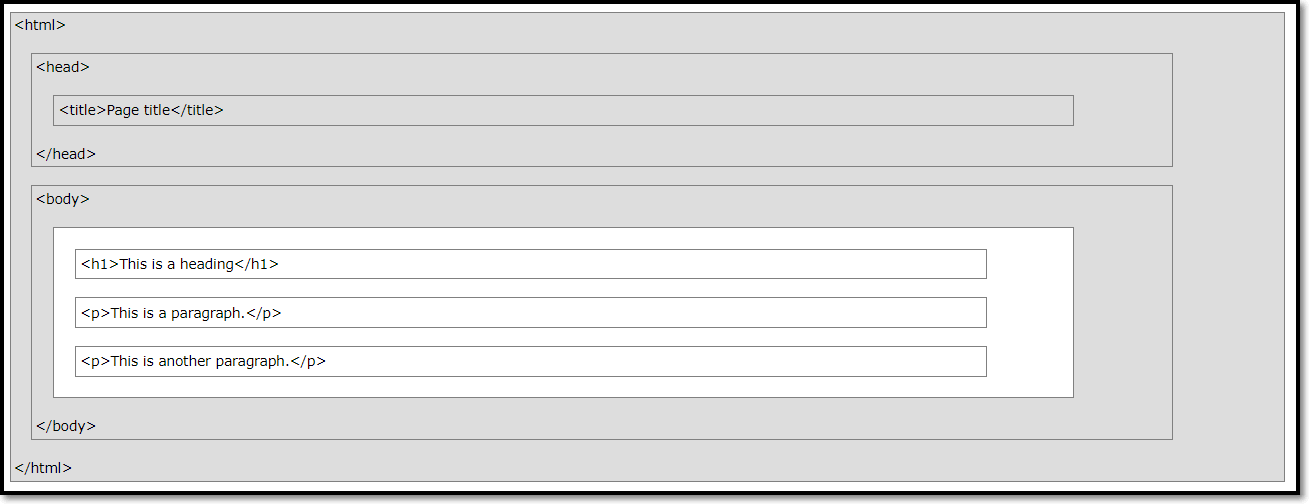 <html>
<head>
<title>Page title</title>
</head>
<body>
<h1>This is a heading</h1>
<p>This is a paragraph.</p>
<p>This is another paragraph.</p>
</body>
</html>